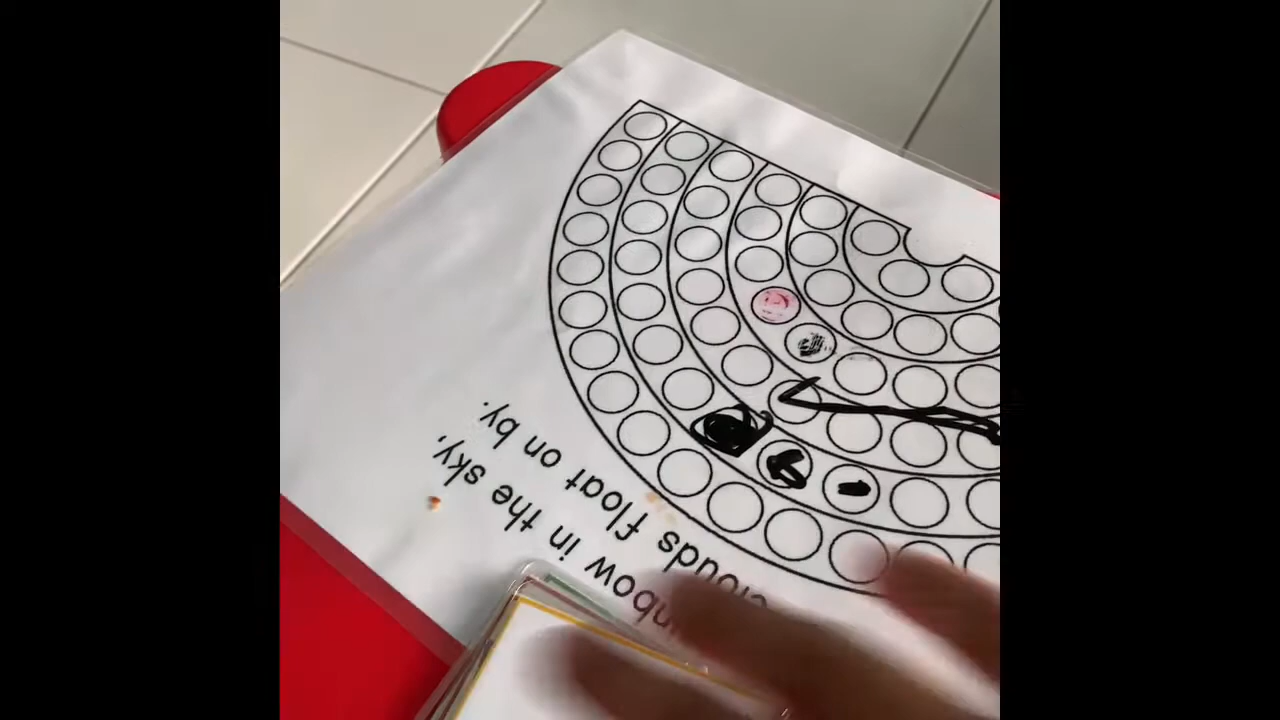 in the sky,
clouds float on by.